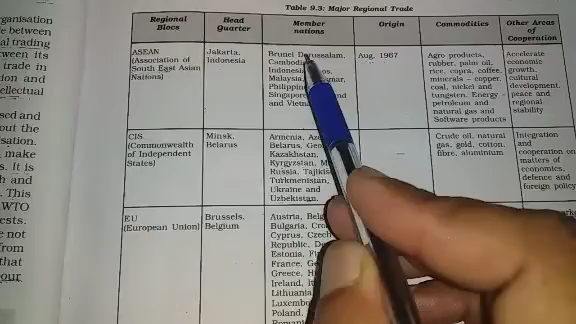 rganisation
e between
al trading
tween its
trade in
ion and
ellectual
sed and
out the
sation.
make
s. It is
h and
This
WTO
ests.
e not
from
that
our
Table 9.3: Major Regional Trade
Regional Blocs
Head Quarter
Member nations
Origin
Commodities
Other Areas of Cooperation
ASEAN
(Association of
South East Asian
Nations)
Jakarta,
Indonesia
Brunei Darussalam,
Indonesia,
Malaysia,
and
Aug, 1967
Agro products,
rubber, palm oil,
rice, copra, coffee,
minerals – copper,
coal, nickel and
tungsten. Energy –
petroleum and
natural gas and
Software products
Accelerate
economic
growth,
cultural
development,
peace and
regional
stability
CIS
(Commonwealth
of Independent
States)
Minsk,
Belarus
Armenia,
Belarus,
Kazakhstan,
Kyrgyzstan,
Russia,
Turkmenistan,
Ukraine and
Uzbekistan.
—
Crude oil, natural
gas, gold, cotton,
fibre, aluminium
Integration
and
cooperation on
matters of
economics,
defence and
foreign policy
EU
(European Union)
Brussels,
Belgium
Austria,
Bulgaria,
Cyprus, Czech
Republic,
Estonia,
France,
Greece,
Ireland,
Lithuania
Poland,